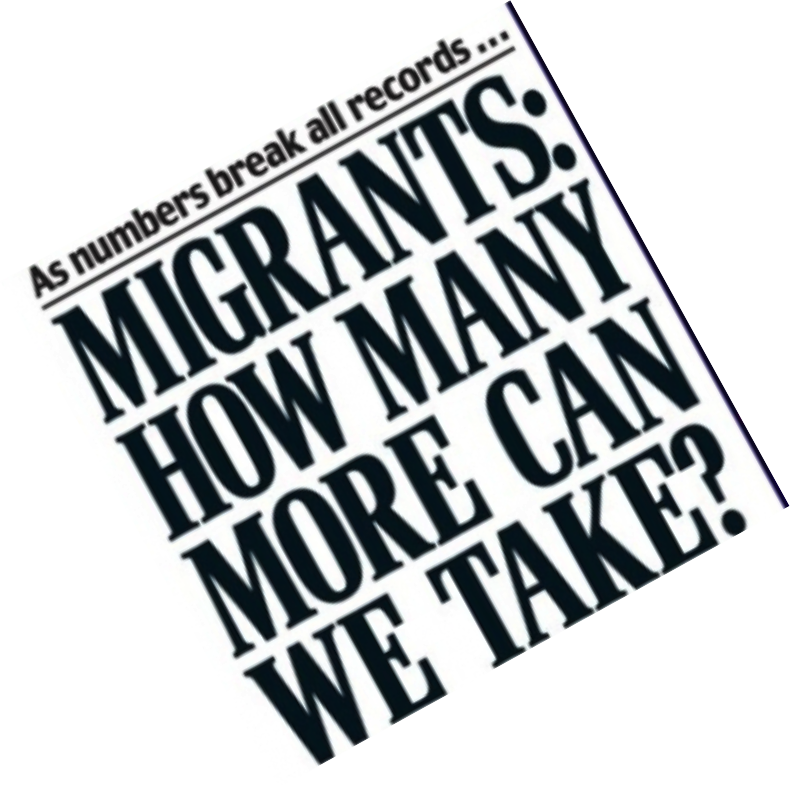 As numbers break all records...
MIGRANTS:
HOW MANY
MORE CAN
WE TAKE?